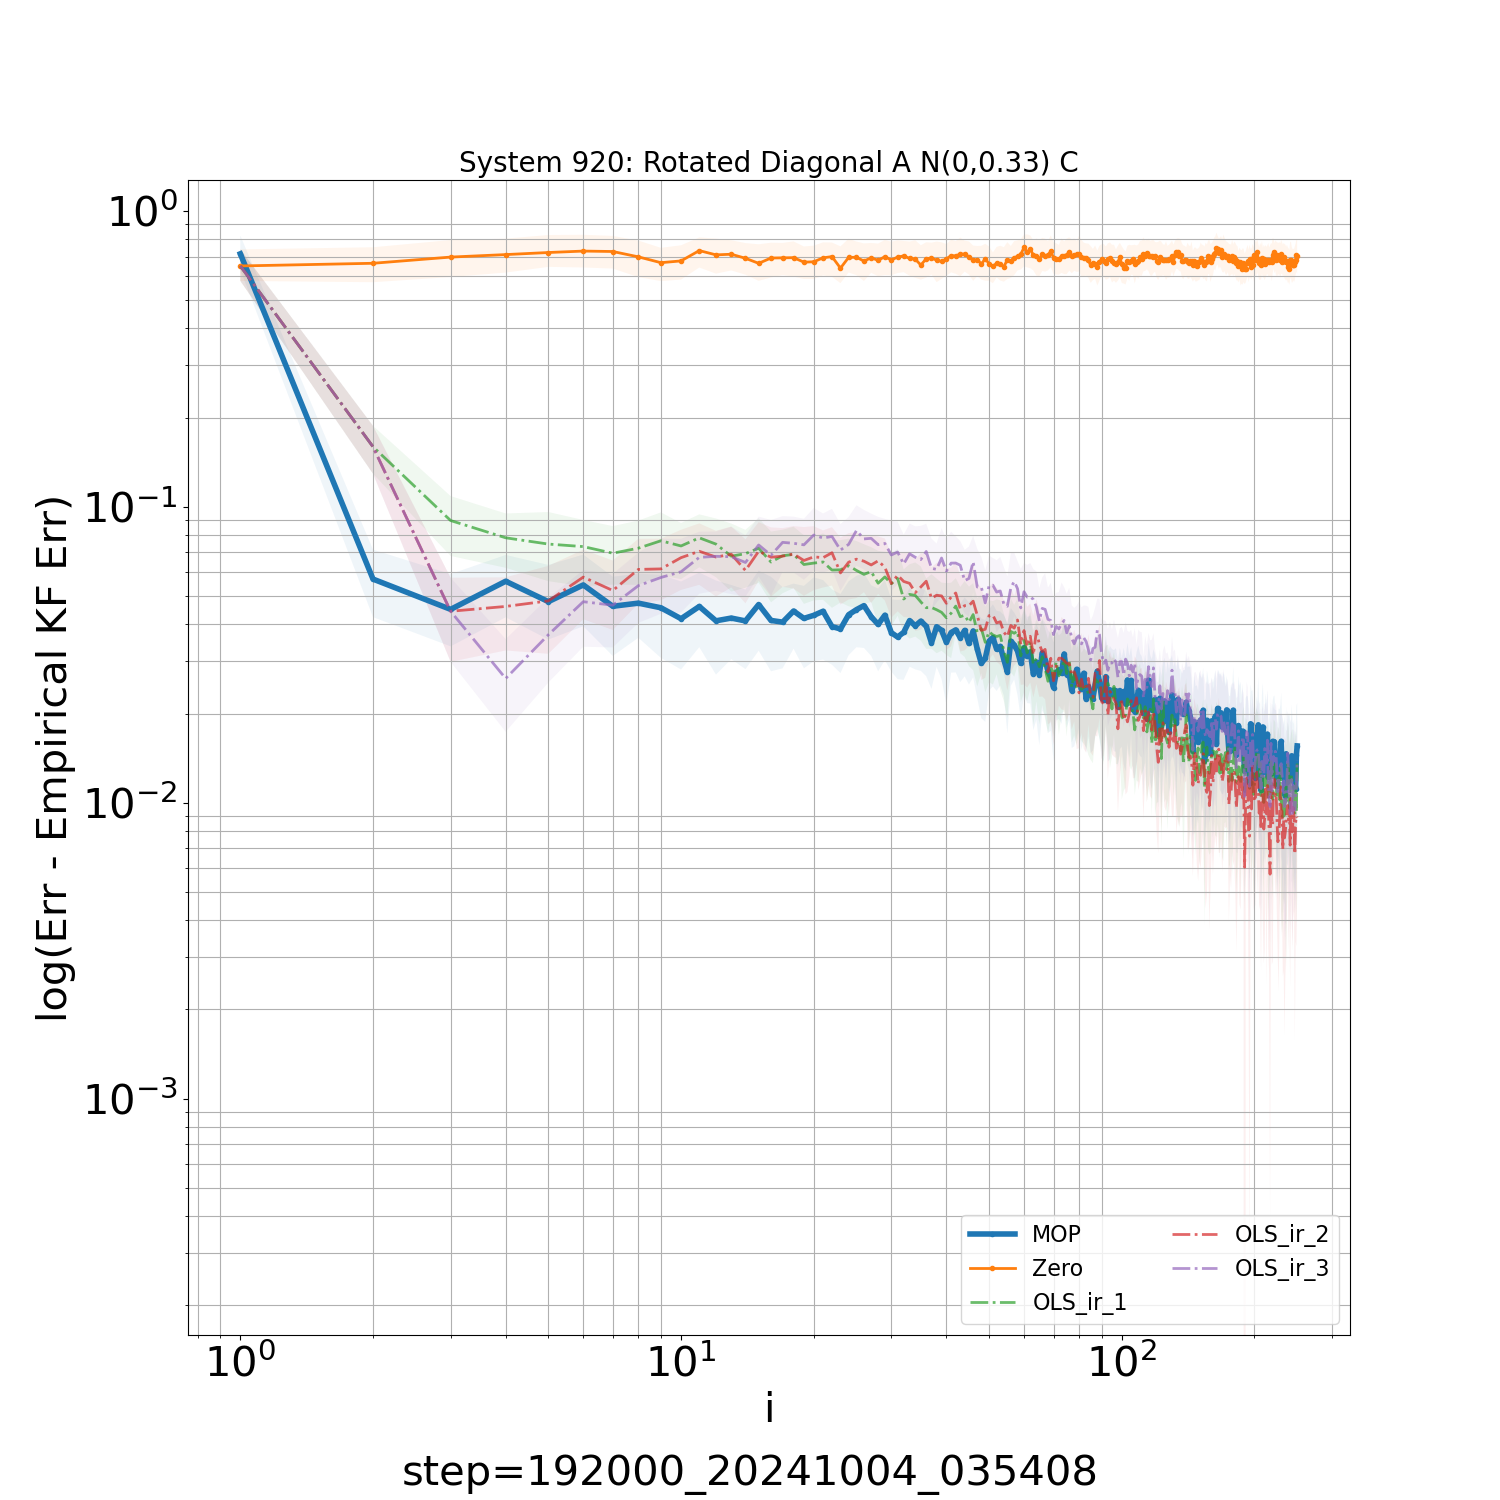 System 920: Rotated Diagonal A N(0,0.33) C
log(Err - Empirical KF Err)
10⁰
10⁻¹
10⁻²
10⁻³
MOP
Zero
OLS_ir_1
OLS_ir_2
OLS_ir_3
10⁰ 10¹ 10²
i
step=192000_20241004_035408